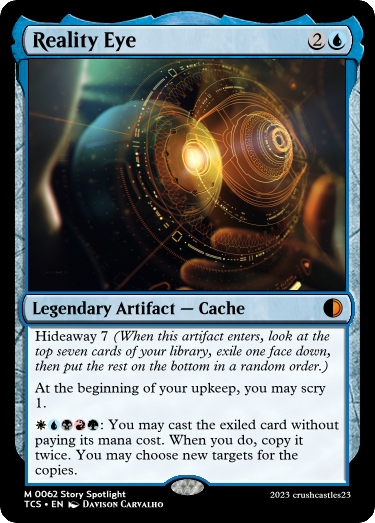 Reality Eye 2
Legendary Artifact — Cache
Hideaway 7 (When this artifact enters, look at the
top seven cards of your library, exile one face down,
then put the rest on the bottom in a random order.)
At the beginning of your upkeep, you may scry
1.
: You may cast the exiled card without
paying its mana cost. When you do, copy it
twice. You may choose new targets for the
copies.
M 0062 Story Spotlight
TCS • EN Davison Carvalho
2023 crushcastles23